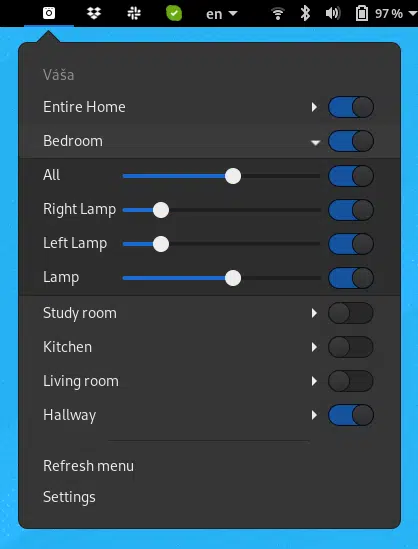 en 97 %
Váša
Entire Home
Bedroom
All
Right Lamp
Left Lamp
Lamp
Study room
Kitchen
Living room
Hallway
Refresh menu
Settings